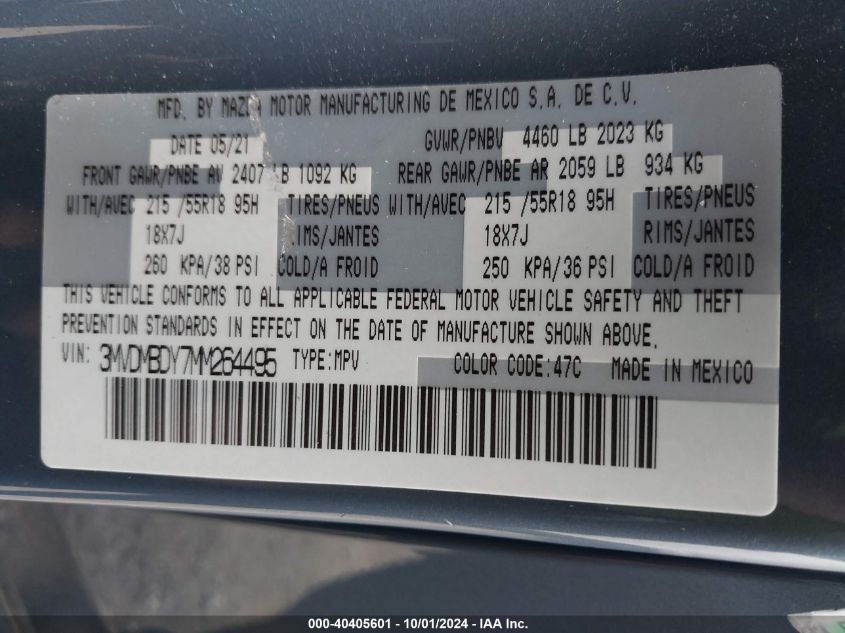 MFD. BY MAZDA MOTOR MANUFACTURING DE MEXICO S.A. DE C.V.
DATE 05/21 GVWR/PNBV 4460 LB 2023 KG
FRONT GAWR/PNBE AV 2407 LB 1092 KG REAR GAWR/PNBE AR 2059 LB 934 KG
WITH/AVEC 215 /55R18 95H TIRES/PNEUS WITH/AVEC 215 /55R18 95H TIRES/PNEUS
18X7J RIMS/JANTES 18X7J RIMS/JANTES
260 KPA/38 PSI COLD/A FROID 250 KPA/36 PSI COLD/A FROID
THIS VEHICLE CONFORMS TO ALL APPLICABLE FEDERAL MOTOR VEHICLE SAFETY AND THEFT
PREVENTION STANDARDS IN EFFECT ON THE DATE OF MANUFACTURE SHOWN ABOVE.
VIN: 3MVDMBDY7MM264495 TYPE:MPV COLOR CODE:47C MADE IN MEXICO
000-40405601 - 10/01/2024 - IAA Inc.